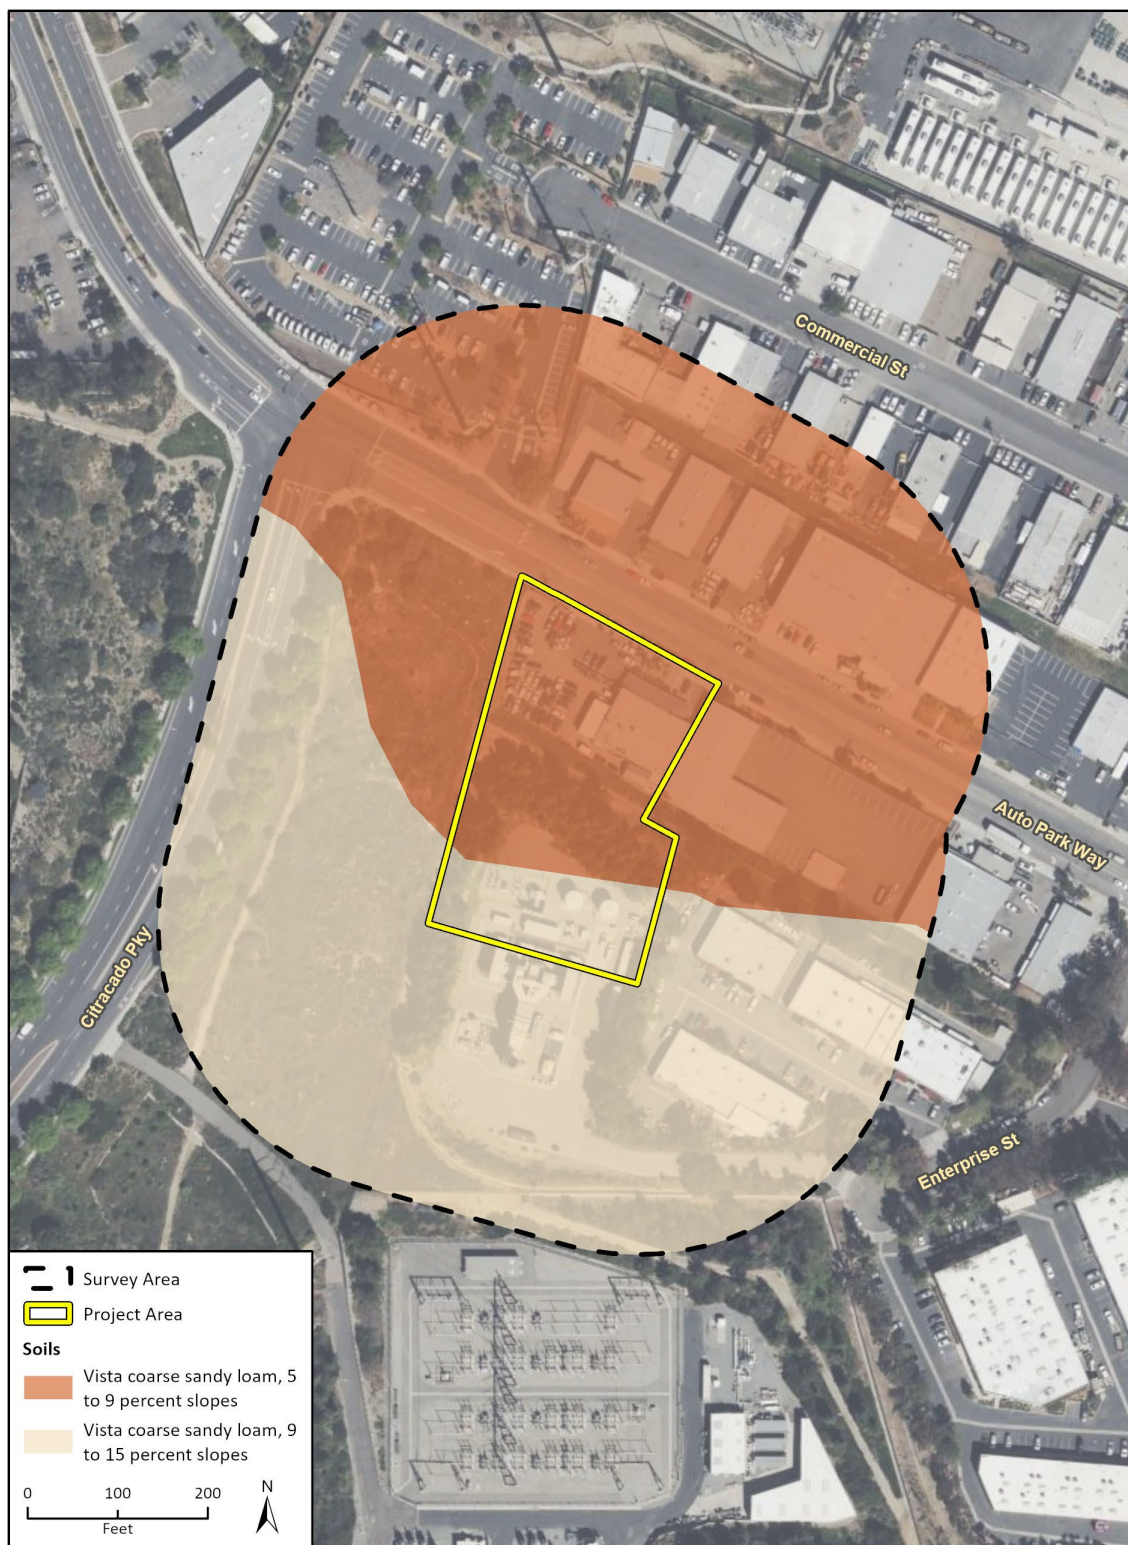 Commercial St
Auto Park Way
Citracado Pky
Enterprise St
Survey Area
Project Area
Soils
Vista coarse sandy loam, 5
to 9 percent slopes
Vista coarse sandy loam, 9
to 15 percent slopes
0 100 200
Feet
N